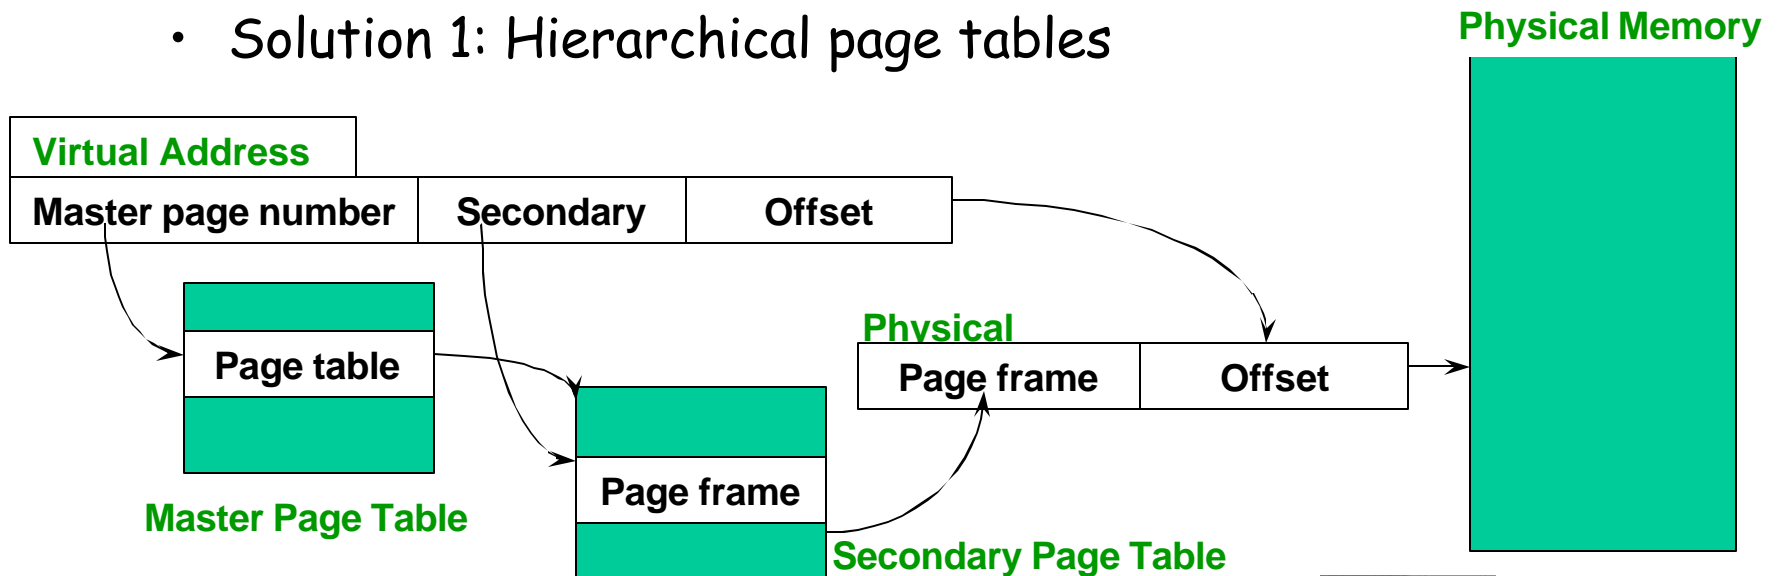 • Solution 1: Hierarchical page tables
Physical Memory
Virtual Address
Master page number Secondary Offset
Physical
Page table
Page frame Offset
Page frame
Master Page Table
Secondary Page Table